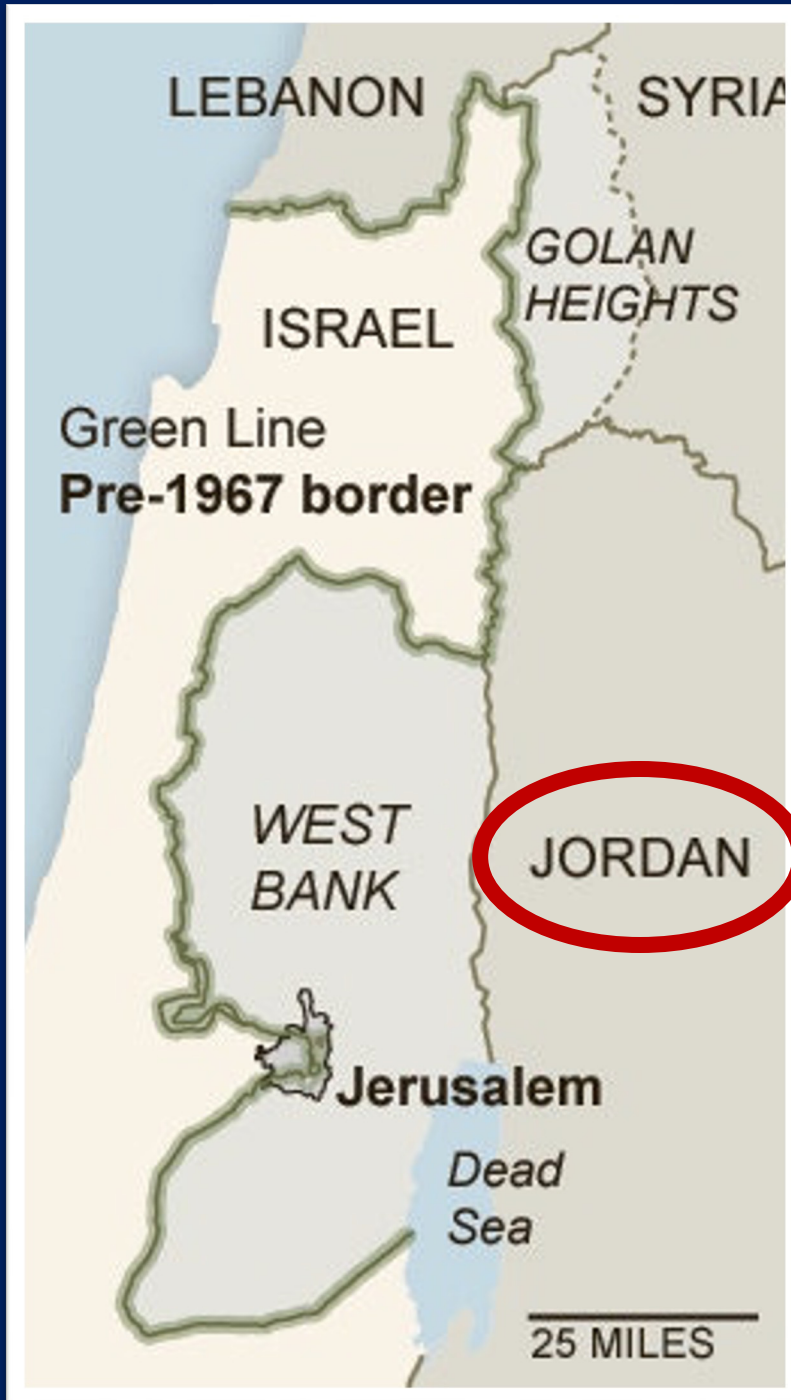 LEBANON
SYRIA
GOLAN
HEIGHTS
ISRAEL
Green Line
Pre-1967 border
WEST
BANK
JORDAN
Jerusalem
Dead
Sea
25 MILES